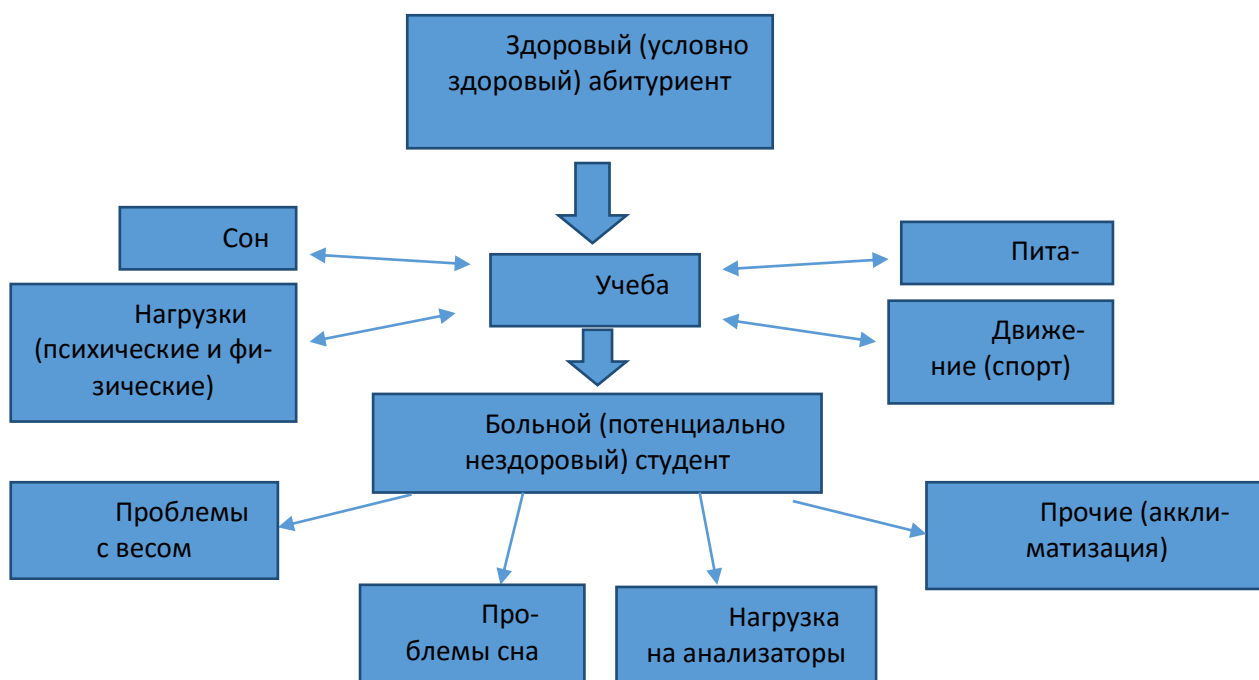 Здоровый (условно
здоровый) абитуриент
Сон
Учеба
Пита-
Нагрузки
(психические и фи-
зические)
Движе-
ние (спорт)
Больной (потенциально
нездоровый) студент
Проблемы
с весом
Прочие (аккли-
матизация)
Про-
блемы сна
Нагрузка
на анализаторы